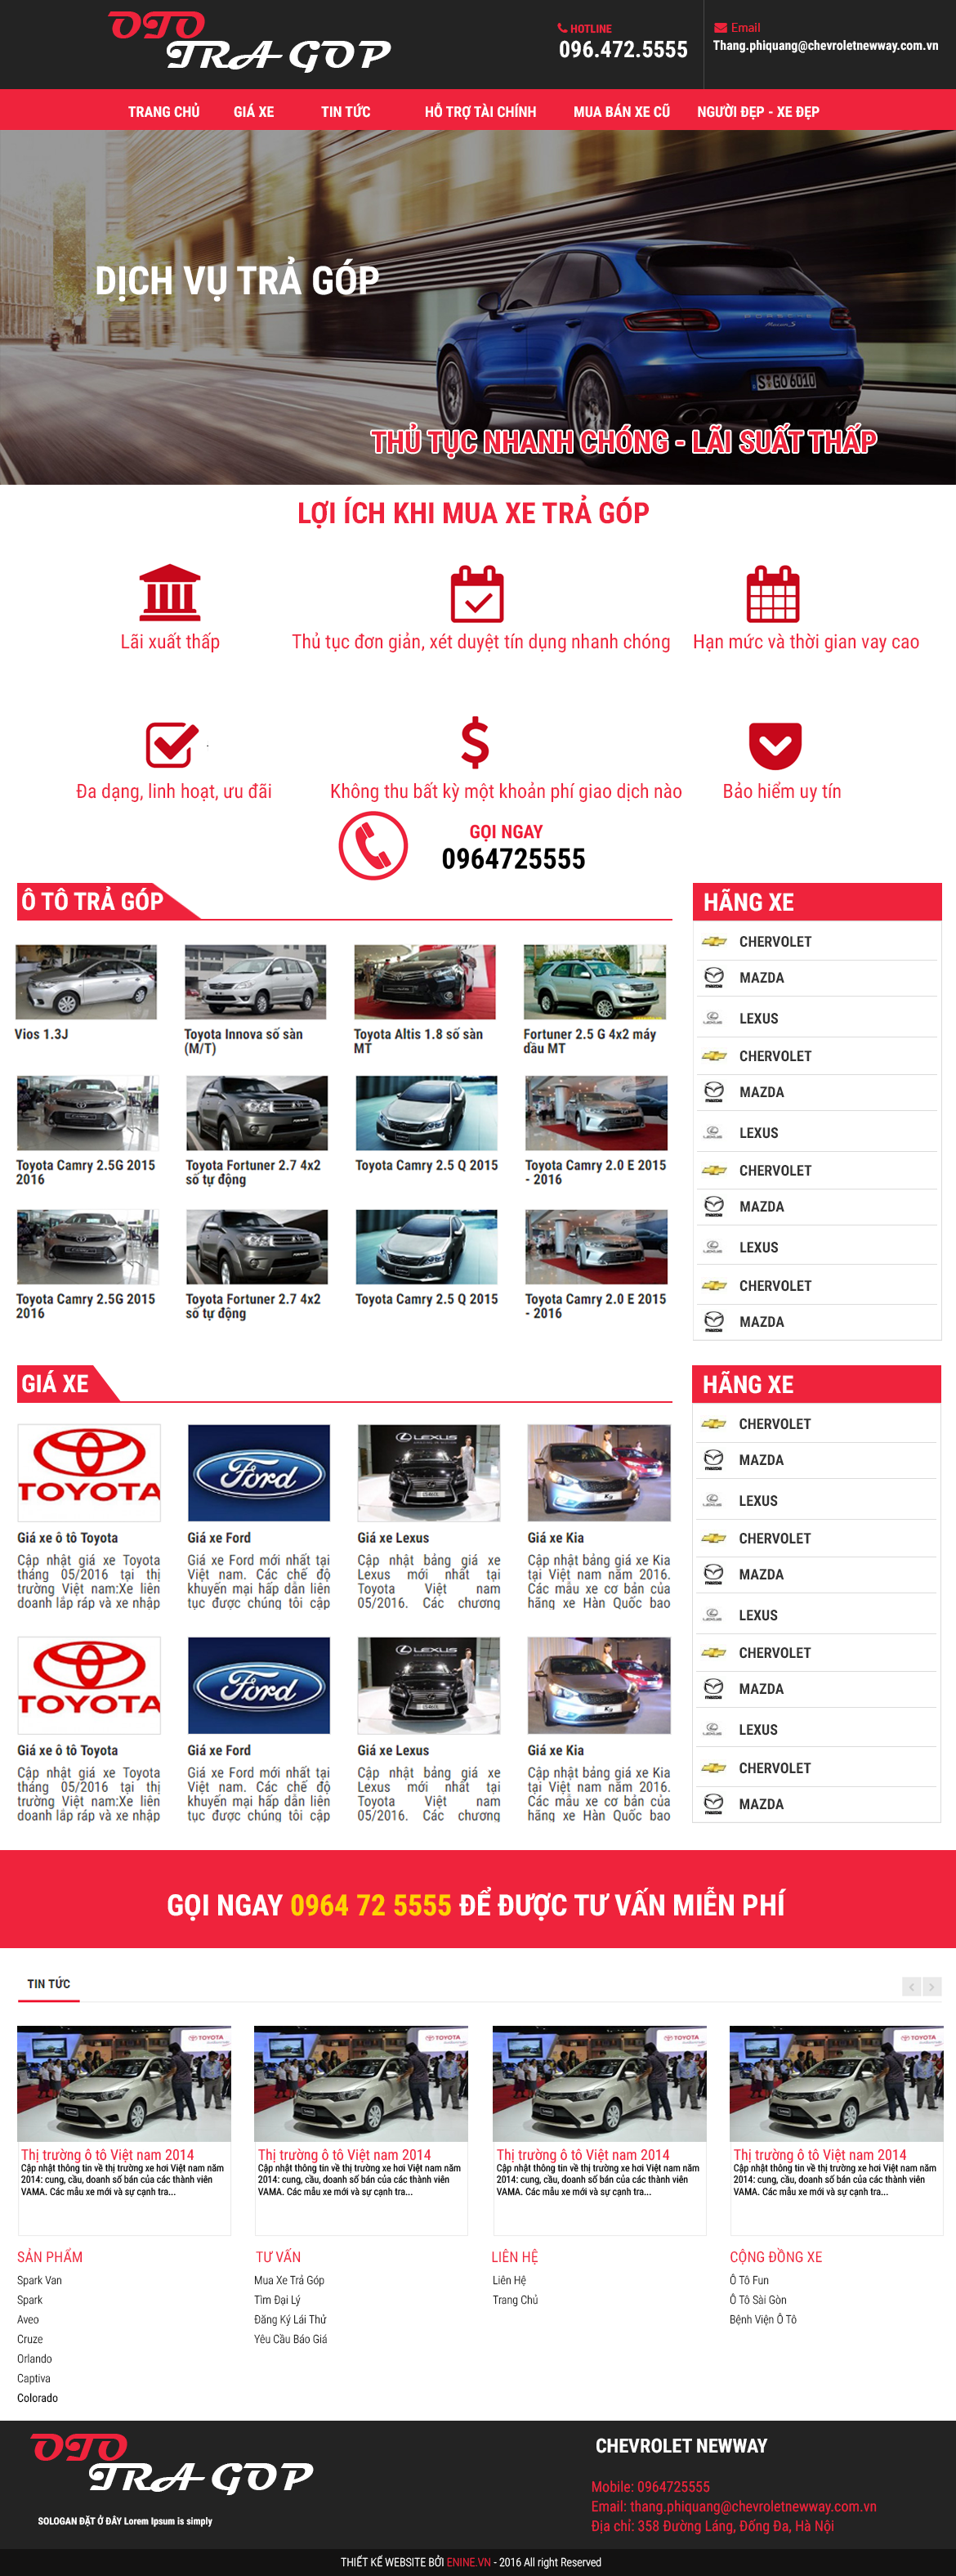 OTO
TRA GOP
HOTLINE
096.472.5555
Email
Thang.phiquang@chevroletnewway.com.vn
TRANG CHỦ
GIÁ XE
TIN TỨC
HỖ TRỢ TÀI CHÍNH
MUA BÁN XE CŨ
NGƯỜI ĐẸP - XE ĐẸP
DỊCH VỤ TRẢ GÓP
PORSCHE
Macan S
S GO 6010
THỦ TỤC NHANH CHÓNG - LÃI SUẤT THẤP
LỢI ÍCH KHI MUA XE TRẢ GÓP
Lãi xuất thấp
Thủ tục đơn giản, xét duyệt tín dụng nhanh chóng
Hạn mức và thời gian vay cao
Đa dạng, linh hoạt, ưu đãi
Không thu bất kỳ một khoản phí giao dịch nào
Bảo hiểm uy tín
GỌI NGAY
0964725555
Ô TÔ TRẢ GÓP
Vios 1.3J
Toyota Innova số sàn
(M/T)
Toyota Altis 1.8 số sàn
MT
Fortuner 2.5 G 4x2 máy
dầu MT
Toyota Camry 2.5G 2015
2016
Toyota Fortuner 2.7 4x2
số tự động
Toyota Camry 2.5 Q 2015
Toyota Camry 2.0 E 2015
- 2016
Toyota Camry 2.5G 2015
2016
Toyota Fortuner 2.7 4x2
số tự động
Toyota Camry 2.5 Q 2015
Toyota Camry 2.0 E 2015
- 2016
HÃNG XE
CHERVOLET
MAZDA
LEXUS
CHERVOLET
MAZDA
LEXUS
CHERVOLET
MAZDA
LEXUS
CHERVOLET
MAZDA
GIÁ XE
TOYOTA
Ford
LEXUS
Giá xe ô tô Toyota
Cập nhật giá xe Toyota
tháng 05/2016 tại thị
trường Việt nam:Xe liên
doanh lắp ráp và xe nhập
Giá xe Ford
Giá xe Ford mới nhất tại
Việt nam. Các chế độ
khuyến mại hấp dẫn liên
tục được chúng tôi cập
Giá xe Lexus
Cập nhật bảng giá xe
Lexus mới nhất tại
Toyota Việt nam
05/2016. Các chương
Giá xe Kia
Cập nhật bảng giá xe Kia
tại Việt nam năm 2016.
Các mẫu xe cơ bản của
hãng xe Hàn Quốc bao
TOYOTA
Ford
LEXUS
Giá xe ô tô Toyota
Cập nhật giá xe Toyota
tháng 05/2016 tại thị
trường Việt nam:Xe liên
doanh lắp ráp và xe nhập
Giá xe Ford
Giá xe Ford mới nhất tại
Việt nam. Các chế độ
khuyến mại hấp dẫn liên
tục được chúng tôi cập
Giá xe Lexus
Cập nhật bảng giá xe
Lexus mới nhất tại
Toyota Việt nam
05/2016. Các chương
Giá xe Kia
Cập nhật bảng giá xe Kia
tại Việt nam năm 2016.
Các mẫu xe cơ bản của
hãng xe Hàn Quốc bao
HÃNG XE
CHERVOLET
MAZDA
LEXUS
CHERVOLET
MAZDA
LEXUS
CHERVOLET
MAZDA
LEXUS
CHERVOLET
MAZDA
GỌI NGAY 0964 72 5555 ĐỂ ĐƯỢC TƯ VẤN MIỄN PHÍ
TIN TỨC
TOYOTA
Thị trường ô tô Việt nam 2014
Cập nhật thông tin về thị trường xe hơi Việt nam năm
2014: cung, cầu, doanh số bán của các thành viên
VAMA. Các mẫu xe mới và sự cạnh tra...
TOYOTA
Thị trường ô tô Việt nam 2014
Cập nhật thông tin về thị trường xe hơi Việt nam năm
2014: cung, cầu, doanh số bán của các thành viên
VAMA. Các mẫu xe mới và sự cạnh tra...
TOYOTA
Thị trường ô tô Việt nam 2014
Cập nhật thông tin về thị trường xe hơi Việt nam năm
2014: cung, cầu, doanh số bán của các thành viên
VAMA. Các mẫu xe mới và sự cạnh tra...
TOYOTA
Thị trường ô tô Việt nam 2014
Cập nhật thông tin về thị trường xe hơi Việt nam năm
2014: cung, cầu, doanh số bán của các thành viên
VAMA. Các mẫu xe mới và sự cạnh tra...
SẢN PHẨM
Spark Van
Spark
Aveo
Cruze
Orlando
Captiva
Colorado
TƯ VẤN
Mua Xe Trả Góp
Tìm Đại Lý
Đăng Ký Lái Thử
Yêu Cầu Báo Giá
LIÊN HỆ
Liên Hệ
Trang Chủ
CỘNG ĐỒNG XE
Ô Tô Fun
Ô Tô Sài Gòn
Bệnh Viện Ô Tô
OTO
TRA GOP
SOLOGAN ĐẶT Ở ĐÂY Lorem Ipsum is simply
CHEVROLET NEWWAY
Mobile: 0964725555
Email: thang.phiquang@chevroletnewway.com.vn
Địa chỉ: 358 Đường Láng, Đống Đa, Hà Nội
THIẾT KẾ WEBSITE BỞI ENINE.VN - 2016 All right Reserved